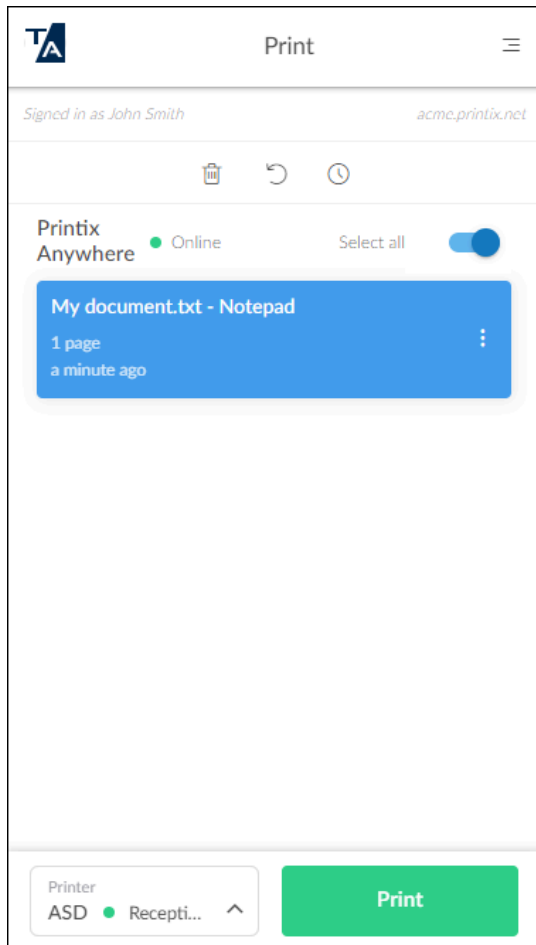 TA
Print
Signed in as John Smith
acme.printix.net
Printix
Anywhere
Online
Select all
My document.txt - Notepad
1 page
a minute ago
Printer
ASD
Recepti...
Print